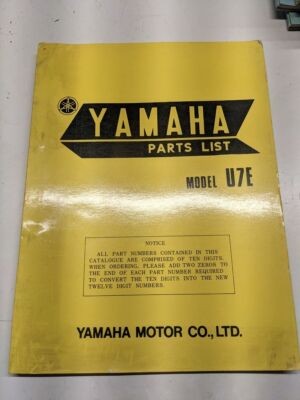 YAMAHA
PARTS LIST
MODEL U7E
NOTICE
ALL PART NUMBERS CONTAINED IN THIS
CATALOGUE ARE COMPRISED OF TEN DIGITS.
WHEN ORDERING, PLEASE ADD TWO ZEROS TO
THE END OF EACH PART NUMBER REQUIRED
TO CONVERT THE TEN DIGITS INTO THE NEW
TWELVE DIGIT NUMBERS.
YAMAHA MOTOR CO., LTD.